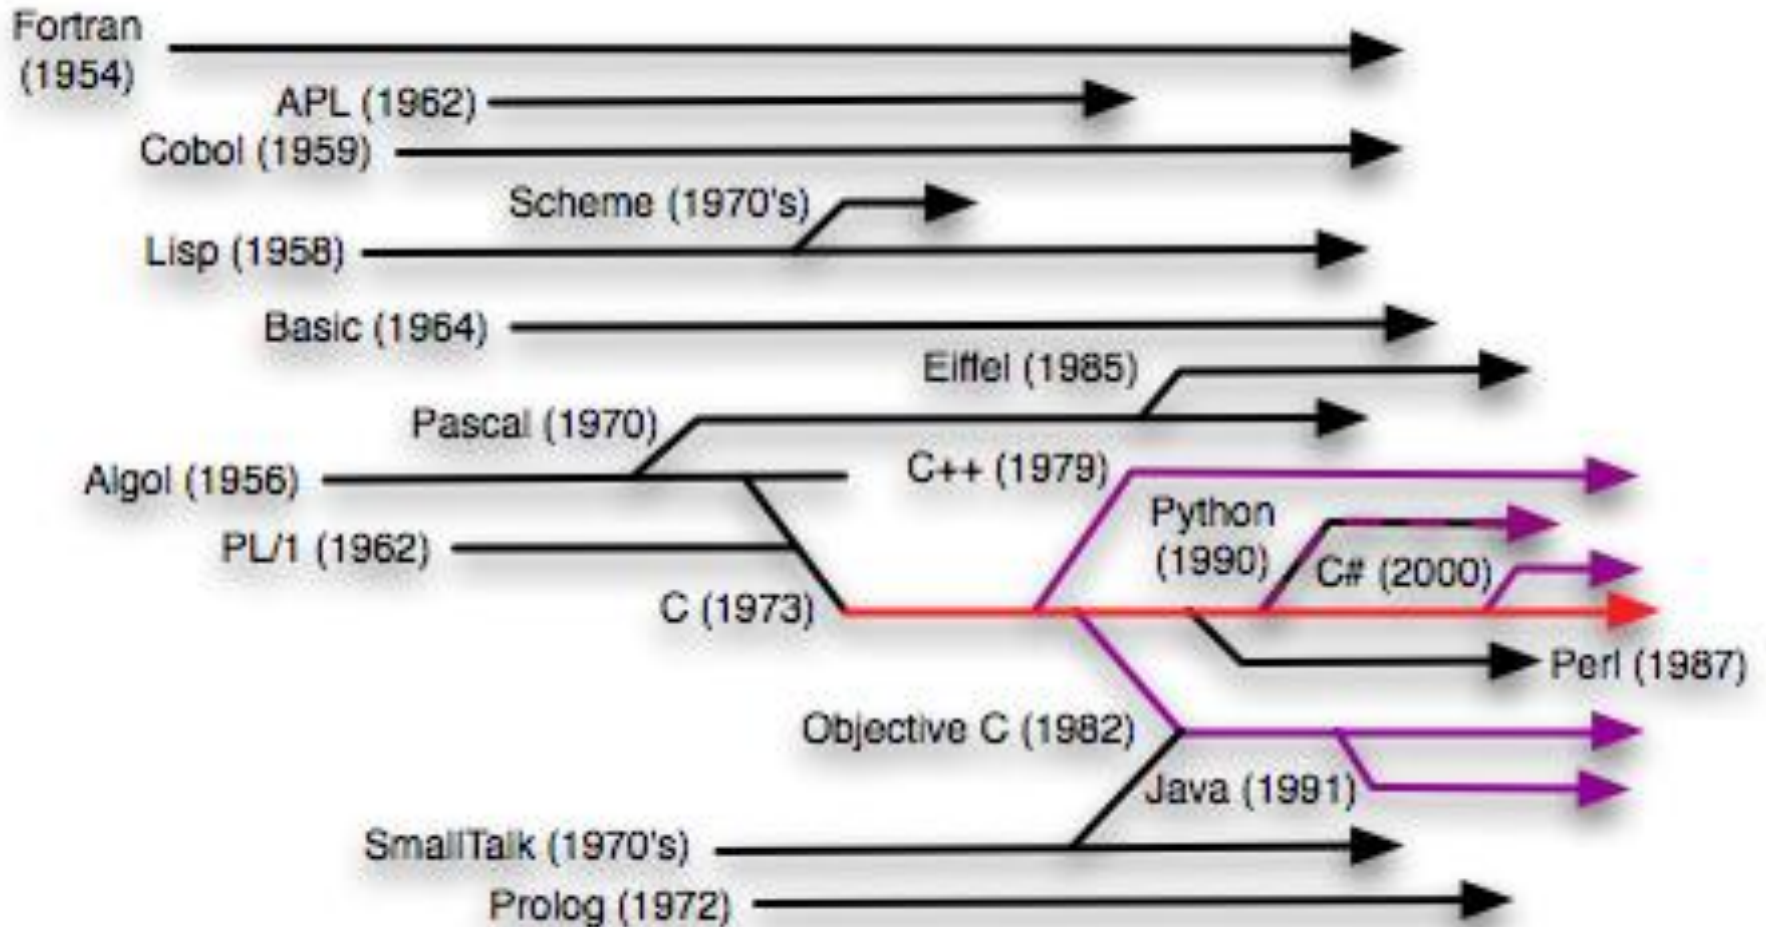 Fortran
(1954)
APL (1962)
Cobol (1959)
Scheme (1970's)
Lisp (1958)
Basic (1964)
Eiffel (1985)
Pascal (1970)
C++ (1979)
Algol (1956)
Python
(1990)
PL/1 (1962)
C# (2000)
C (1973)
Perl (1987)
Objective C (1982)
Java (1991)
SmallTalk (1970's)
Prolog (1972)